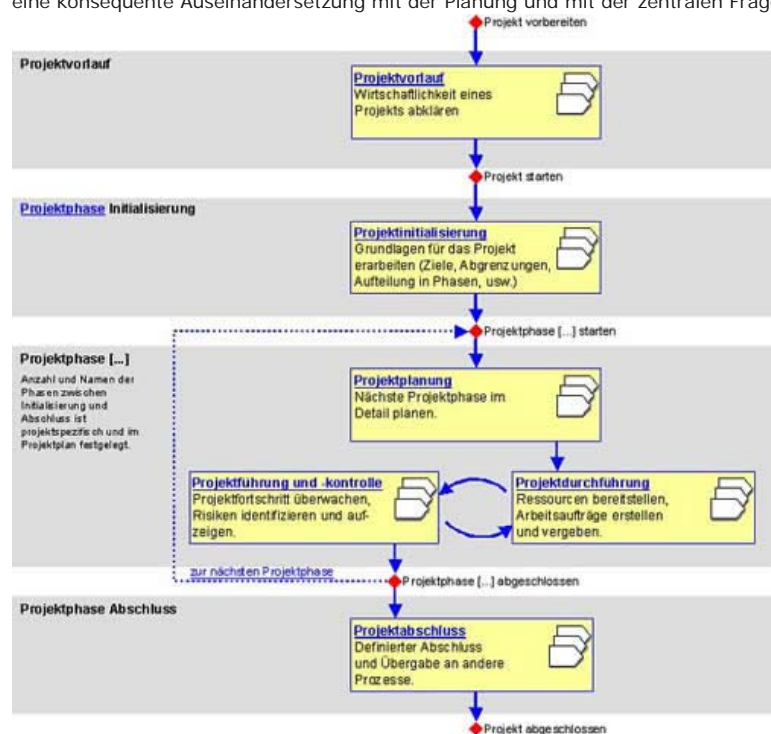 eine konsequente Auseinandersetzung mit der Planung und mit der zentralen Frage
Projekt vorbereiten
Projektvorlauf
Projektvorlauf
Wirtschaftlichkeit eines
Projekts abklären
Projekt starten
Projektphase Initialisierung
Projektinitialisierung
Grundlagen für das Projekt
erarbeiten (Ziele, Abgrenzungen,
Aufteilung in Phasen, usw.)
Projektphase [...] starten
Projektphase [...]
Anzahl und Namen der
Phasen zwischen
Initialisierung und
Abschluss ist
projektspezifisch und im
Projektplan festgelegt.
Projektplanung
Nächste Projektphase im
Detail planen.
Projektführung und -kontrolle
Projektfortschritt überwachen,
Risiken identifizieren und auf-
zeigen.
Projektdurchführung
Ressourcen bereitstellen,
Arbeitsaufträge erstellen
und vergeben.
zur nächsten Projektphase
Projektphase [...] abgeschlossen
Projektphase Abschluss
Projektabschluss
Definierter Abschluss
und Übergabe an andere
Prozesse.
Projekt abgeschlossen